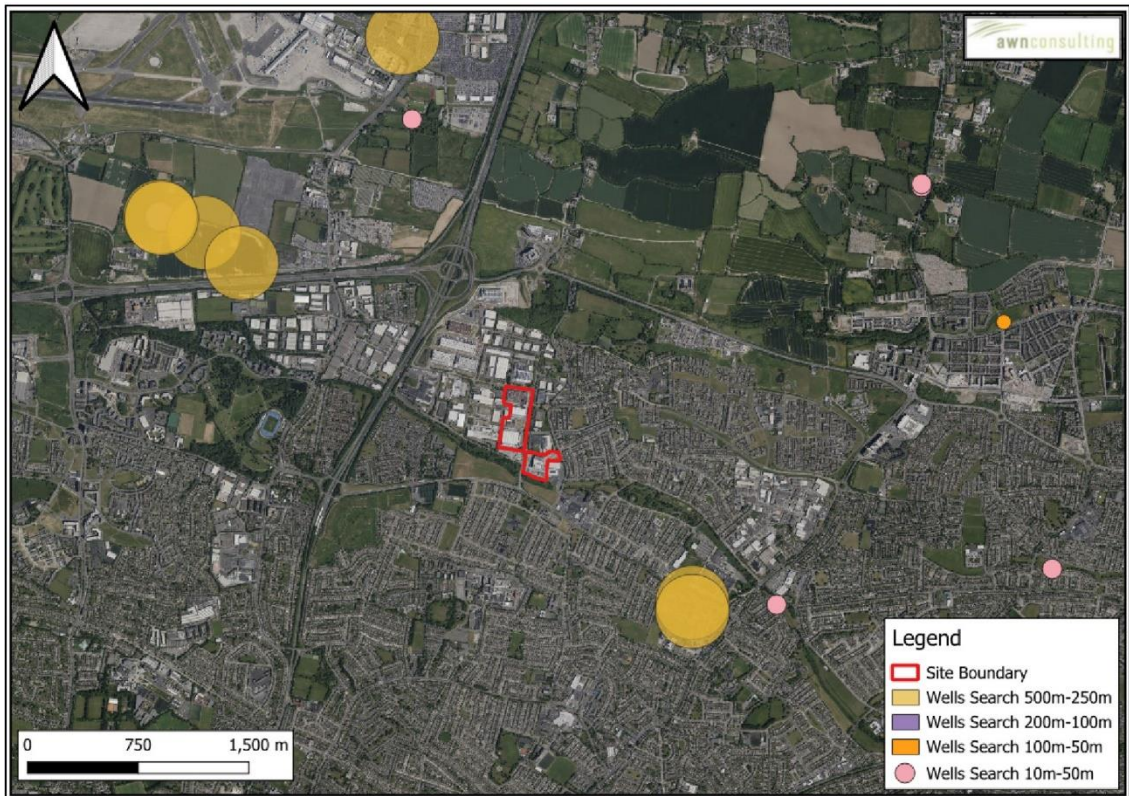 awnconsulting
Legend
Site Boundary
Wells Search 500m-250m
Wells Search 200m-100m
Wells Search 100m-50m
Wells Search 10m-50m
0 750 1,500 m